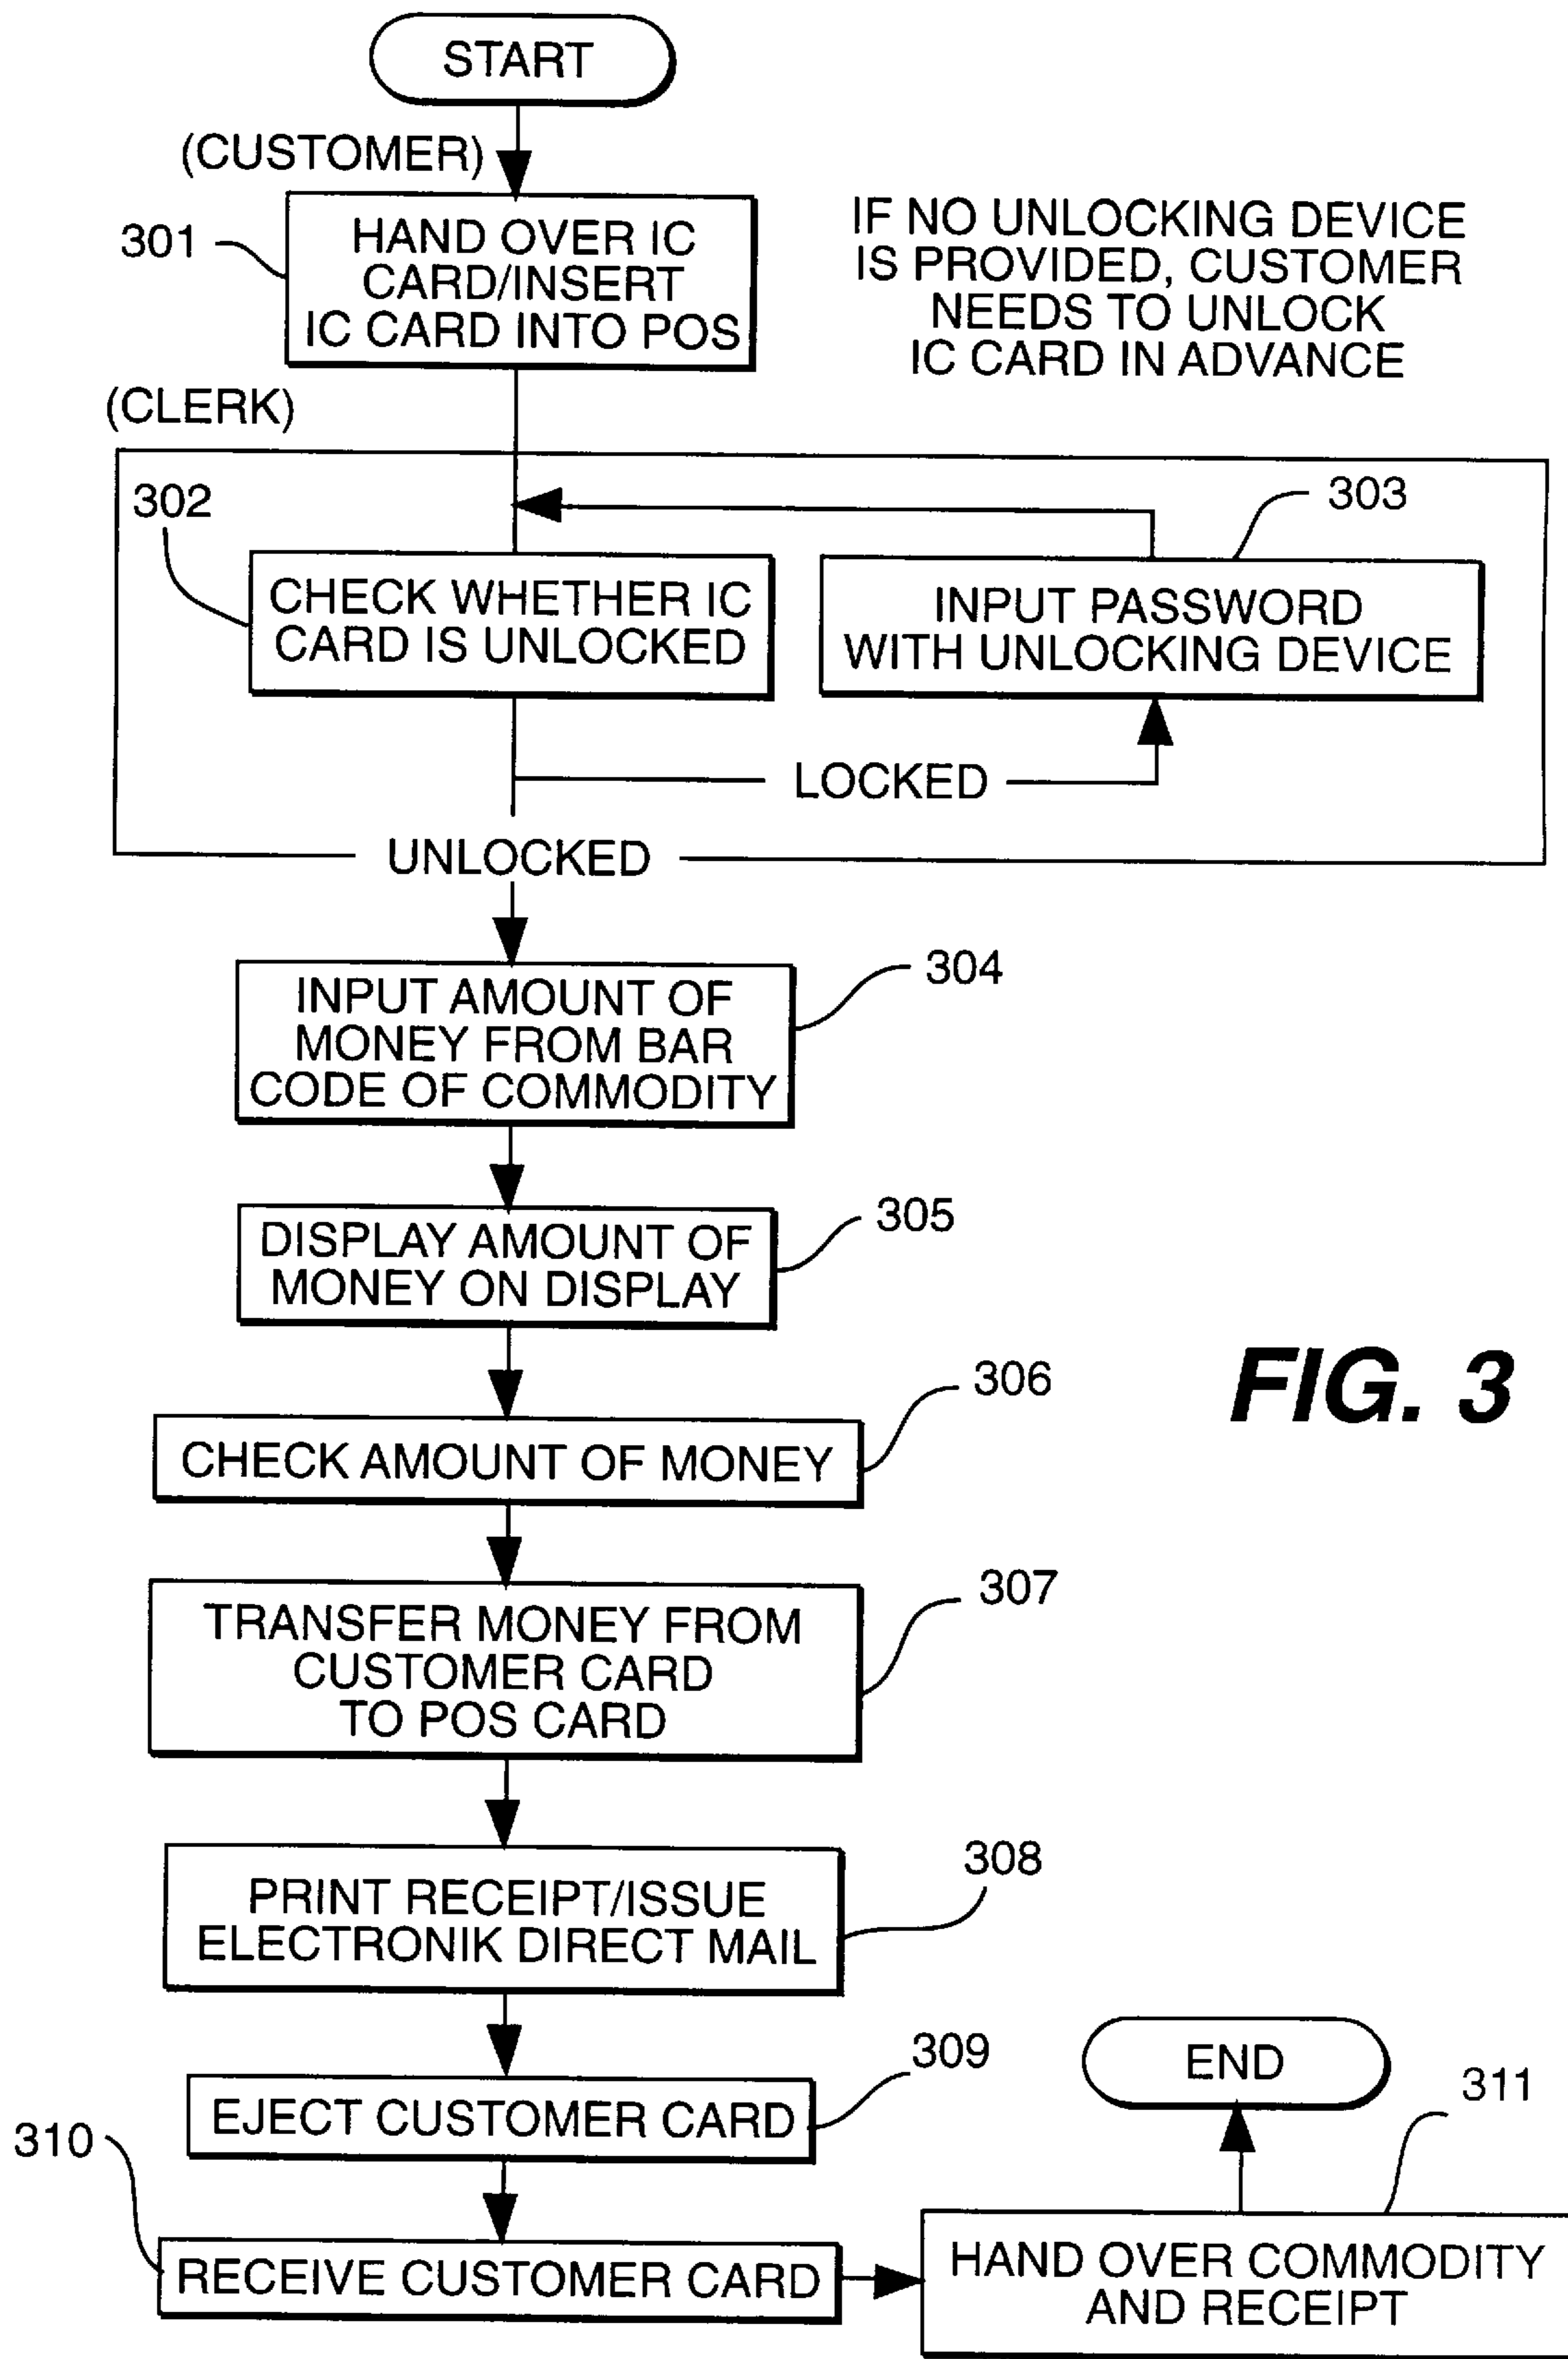 START
(CUSTOMER)
301
HAND OVER IC
CARD/INSERT
IC CARD INTO POS
IF NO UNLOCKING DEVICE
IS PROVIDED, CUSTOMER
NEEDS TO UNLOCK
IC CARD IN ADVANCE
(CLERK)
302
303
CHECK WHETHER IC
CARD IS UNLOCKED
INPUT PASSWORD
WITH UNLOCKING DEVICE
LOCKED
UNLOCKED
304
INPUT AMOUNT OF
MONEY FROM BAR
CODE OF COMMODITY
305
DISPLAY AMOUNT OF
MONEY ON DISPLAY
FIG. 3
306
CHECK AMOUNT OF MONEY
307
TRANSFER MONEY FROM
CUSTOMER CARD
TO POS CARD
308
PRINT RECEIPT/ISSUE
ELECTRONIK DIRECT MAIL
309
EJECT CUSTOMER CARD
310
RECEIVE CUSTOMER CARD
END
311
HAND OVER COMMODITY
AND RECEIPT